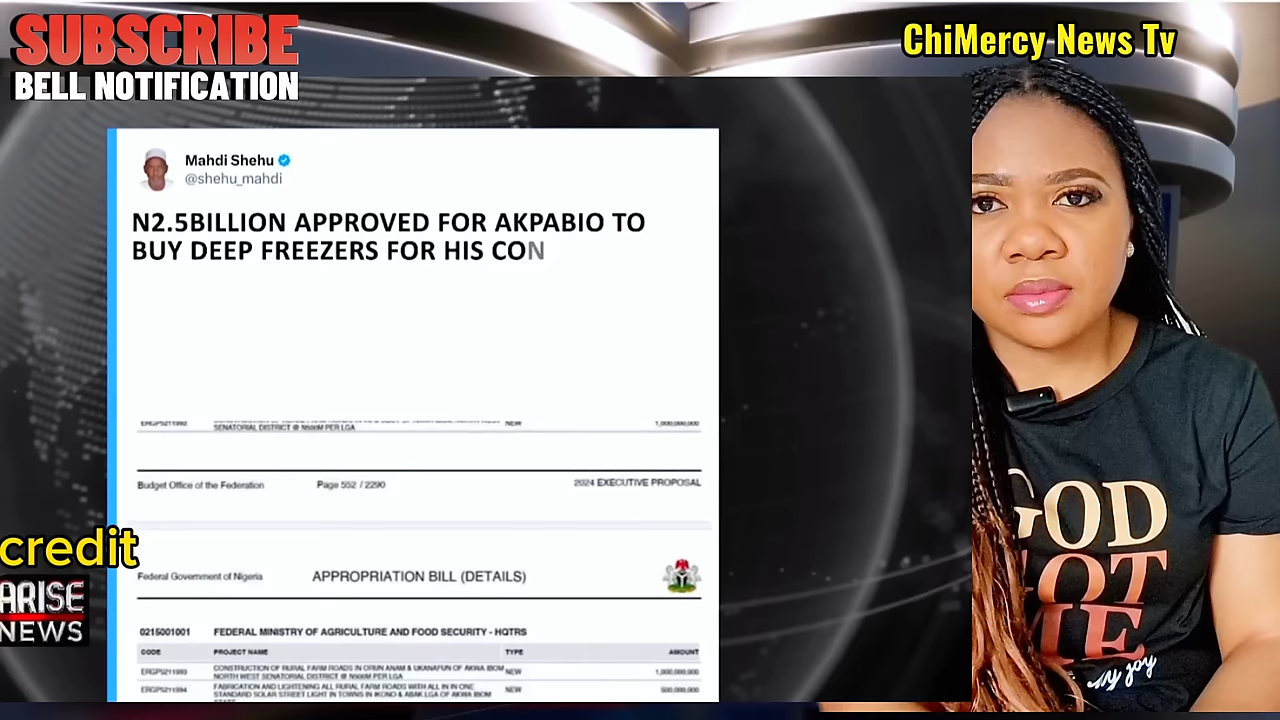 SUBSCRIBE
BELL NOTIFICATION
ChiMercy News Tv
Mahdi Shehu
@shehu_mahdi
N2.5BILLION APPROVED FOR AKPABIO TO
BUY DEEP FREEZERS FOR HIS CON
SENATORIAL DISTRICT @ N500M PER LGA
NEW
1,000,000,000
Budget Office of the Federation
Page 552 / 2290
2024 EXECUTIVE PROPOSAL
credit
ARISE
NEWS
Federal Government of Nigeria
APPROPRIATION BILL (DETAILS)
0215001001
FEDERAL MINISTRY OF AGRICULTURE AND FOOD SECURITY - HQTRS
CODE
PROJECT NAME
TYPE
AMOUNT
ERGP5211993
CONSTRUCTION OF RURAL FARM ROADS IN ORUN ANAM & UKANAFUN OF AKWA IBOM
NORTH WEST SENATORIAL DISTRICT @ N500M PER LGA
NEW
1,000,000,000
ERGP5211994
FABRICATION AND LIGHTENING ALL RURAL FARM ROADS WITH ALL IN IN ONE
STANDARD SOLAR STREET LIGHT IN TOWNS IN IKONO & ABAK LGA OF AKWA IBOM
NEW
500,000,000
GOD
NOT
ME
my joy